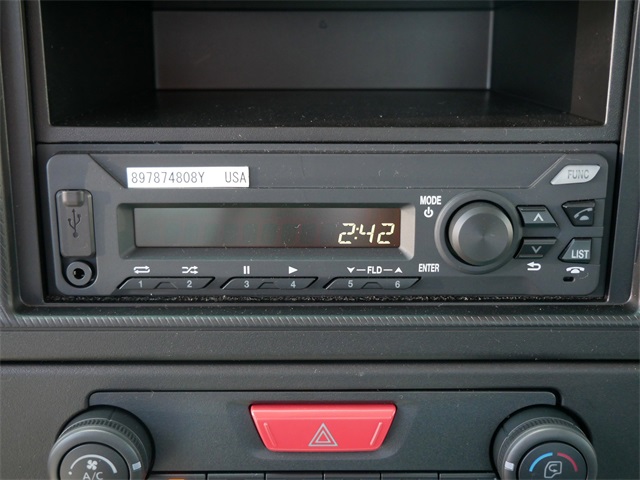 897874808Y USA
FUNC
MODE
2:42
ENTER
LIST
FLD
1 2 3 4 5 6
A/C